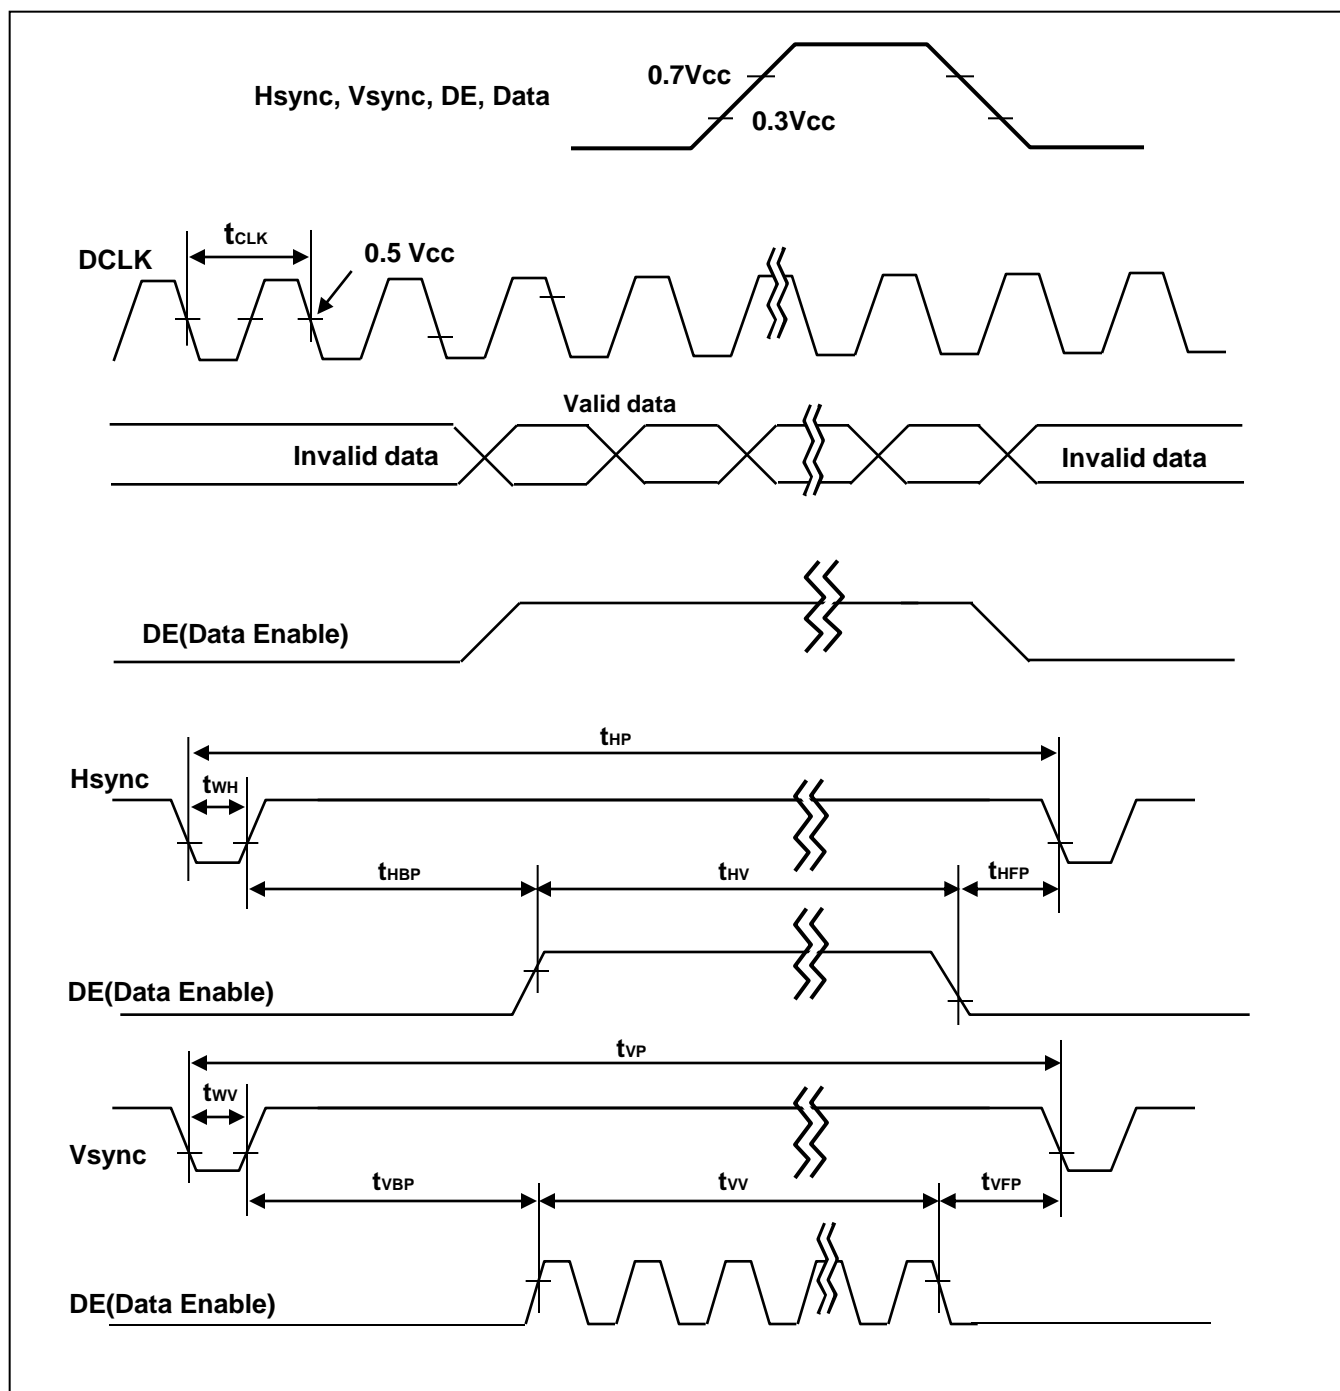 Hsync, Vsync, DE, Data
0.7Vcc
0.3Vcc
DCLK
tCLK
0.5 Vcc
Valid data
Invalid data
Invalid data
DE(Data Enable)
tHP
Hsync
tWH
tHBP
tHV
tHFP
DE(Data Enable)
tVP
tWV
Vsync
tVBP
tVV
tVFP
DE(Data Enable)